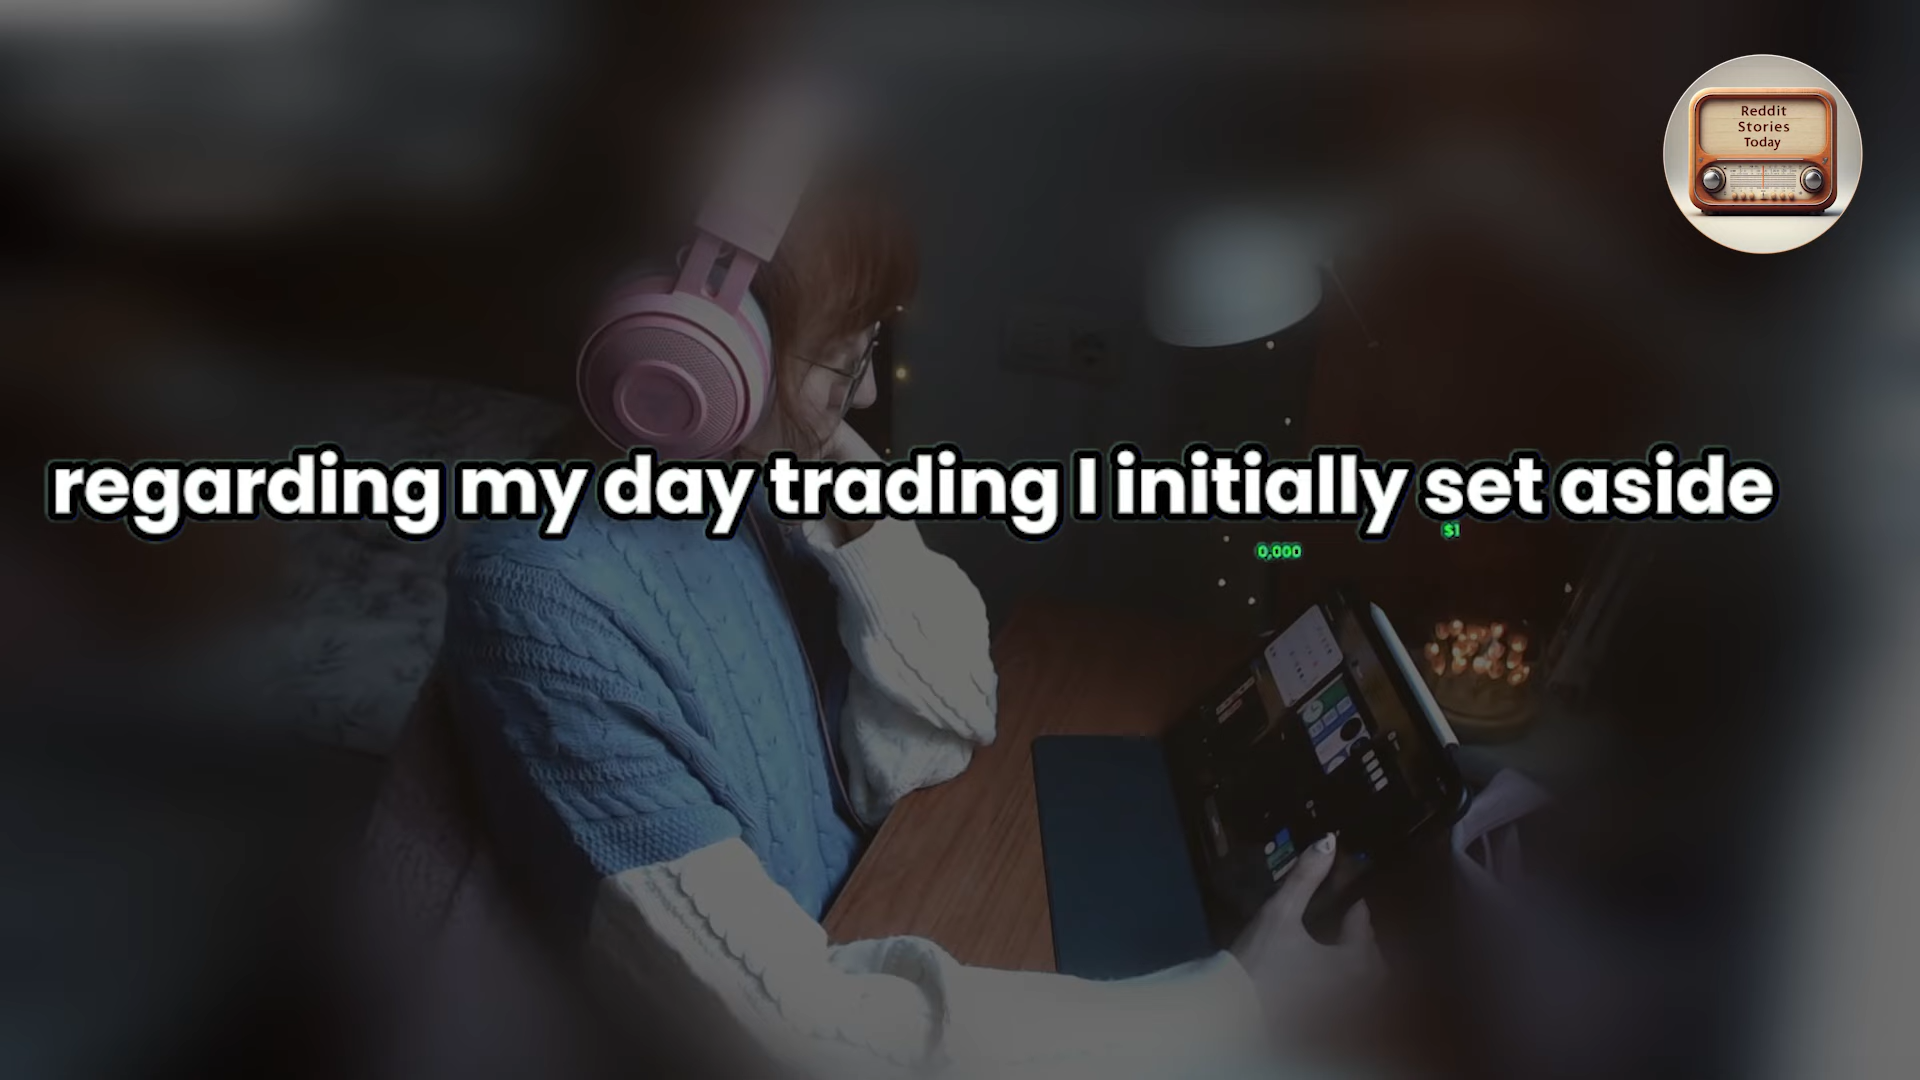 Reddit
Stories
Today
regarding my day trading I initially set aside
$1
0,000